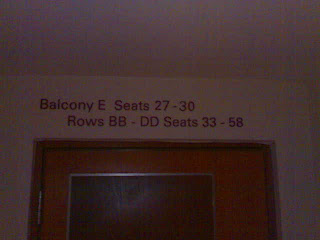 Balcony E Seats 27 - 30
Rows BB - DD Seats 33 - 58